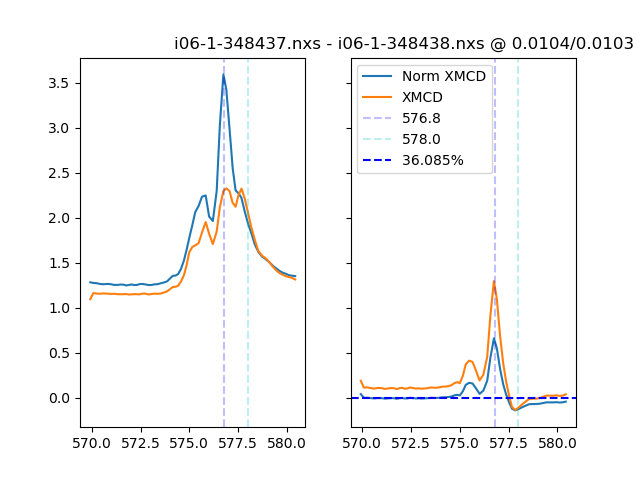 i06-1-348437.nxs - i06-1-348438.nxs @ 0.0104/0.0103
3.5
3.0
2.5
2.0
1.5
1.0
0.5
0.0
570.0 572.5 575.0 577.5 580.0
Norm XMCD
XMCD
576.8
578.0
36.085%
570.0 572.5 575.0 577.5 580.0